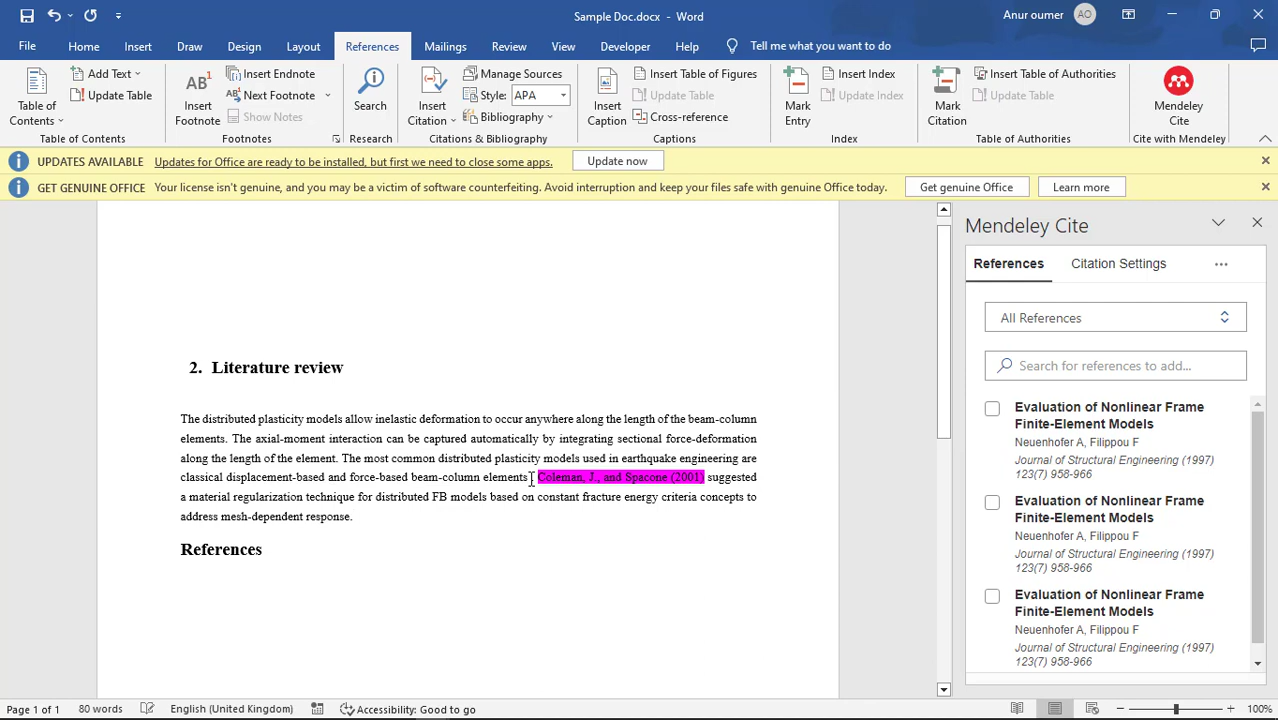 Sample Doc.docx - Word
Anur oumer AO
File Home Insert Draw Design Layout References Mailings Review View Developer Help Tell me what you want to do
Table of Contents
Add Text
Update Table
Table of Contents
AB1 Insert Footnote
Insert Endnote
Next Footnote
Show Notes
Footnotes
Search
Research
Insert Citation
Manage Sources
Style: APA
Bibliography
Citations & Bibliography
Insert Caption
Insert Table of Figures
Update Table
Cross-reference
Captions
Mark Entry
Insert Index
Update Index
Index
Mark Citation
Insert Table of Authorities
Update Table
Table of Authorities
Mendeley Cite
Cite with Mendeley
UPDATES AVAILABLE Updates for Office are ready to be installed, but first we need to close some apps. Update now
GET GENUINE OFFICE Your license isn't genuine, and you may be a victim of software counterfeiting. Avoid interruption and keep your files safe with genuine Office today. Get genuine Office Learn more
2. Literature review
The distributed plasticity models allow inelastic deformation to occur anywhere along the length of the beam-column
elements. The axial-moment interaction can be captured automatically by integrating sectional force-deformation
along the length of the element. The most common distributed plasticity models used in earthquake engineering are
classical displacement-based and force-based beam-column elements Coleman, J., and Spacone (2001) suggested
a material regularization technique for distributed FB models based on constant fracture energy criteria concepts to
address mesh-dependent response.
References
Mendeley Cite
References Citation Settings ...
All References
Search for references to add...
Evaluation of Nonlinear Frame
Finite-Element Models
Neuenhofer A, Filippou F
Journal of Structural Engineering (1997)
123(7) 958-966
Evaluation of Nonlinear Frame
Finite-Element Models
Neuenhofer A, Filippou F
Journal of Structural Engineering (1997)
123(7) 958-966
Evaluation of Nonlinear Frame
Finite-Element Models
Neuenhofer A, Filippou F
Journal of Structural Engineering (1997)
123(7) 958-966
Page 1 of 1 80 words English (United Kingdom) Accessibility: Good to go 100%